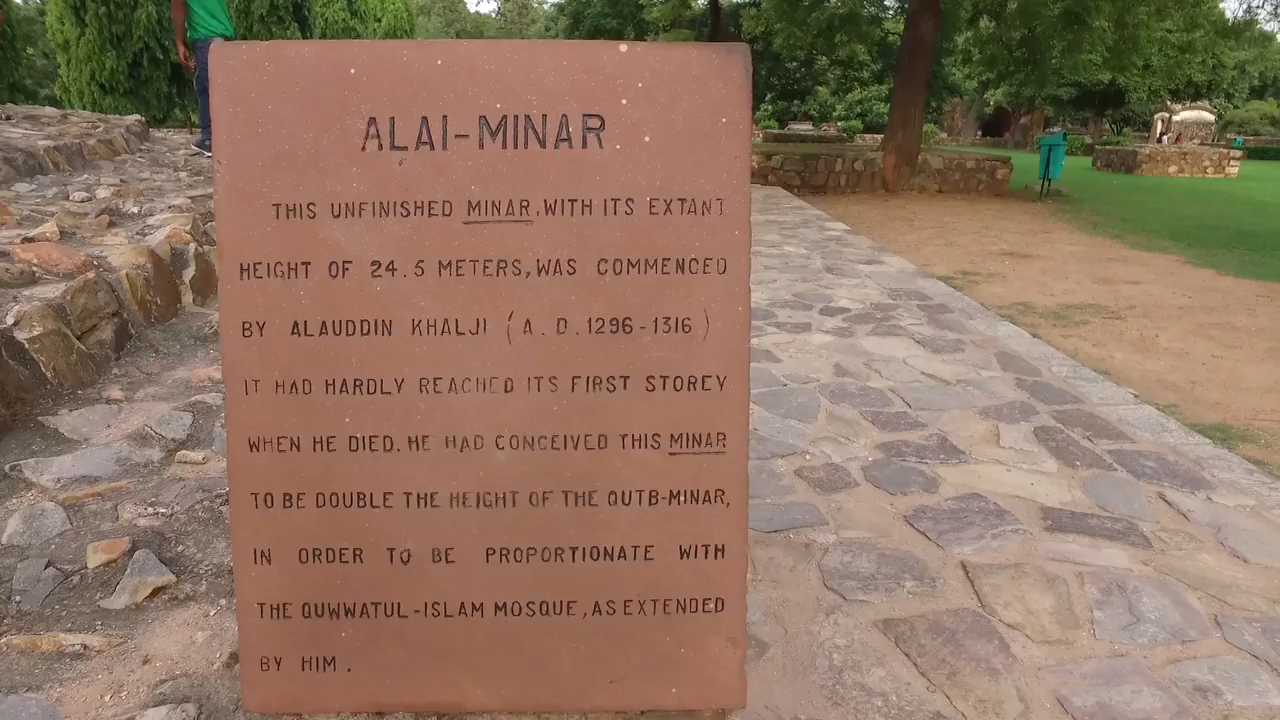 ALAI-MINAR
THIS UNFINISHED MINAR, WITH ITS EXTANT
HEIGHT OF 24.5 METERS, WAS COMMENCED
BY ALAUDDIN KHALJI (A. D. 1296-1316)
IT HAD HARDLY REACHED ITS FIRST STOREY
WHEN HE DIED. HE HAD CONCEIVED THIS MINAR
TO BE DOUBLE THE HEIGHT OF THE QUTB-MINAR,
IN ORDER TO BE PROPORTIONATE WITH
THE QUWWATUL-ISLAM MOSQUE, AS EXTENDED
BY HIM.